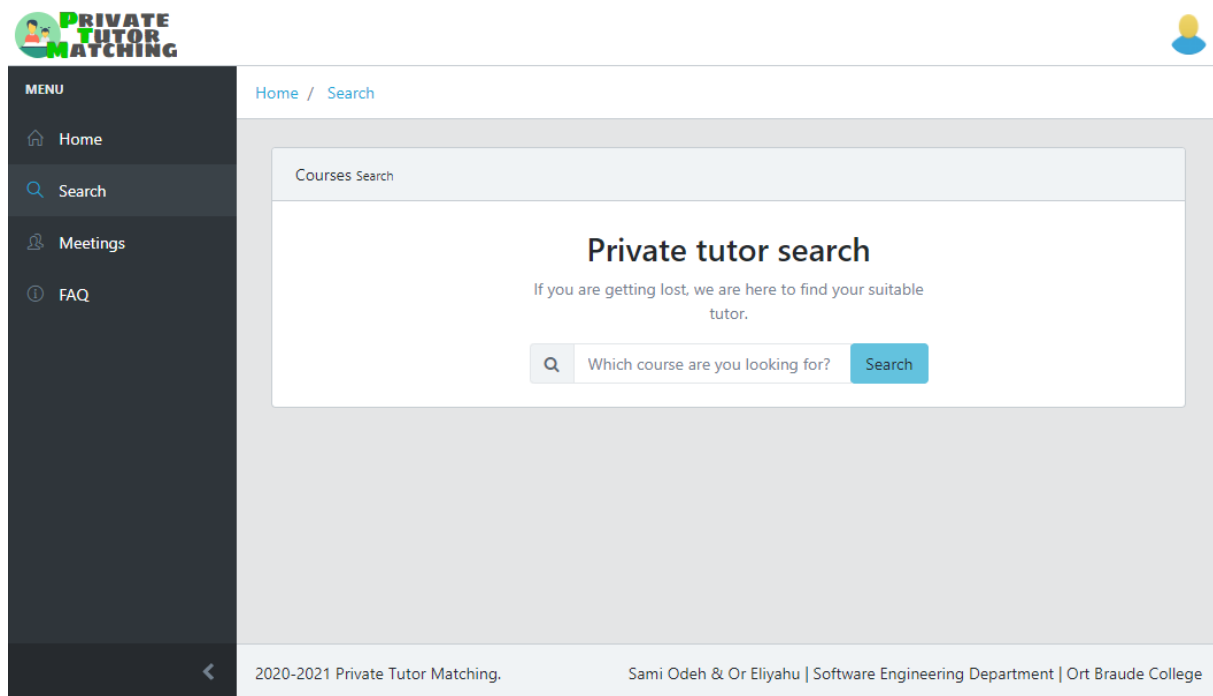 PRIVATE
TUTOR
MATCHING
MENU
Home
Search
Meetings
FAQ
Home / Search
Courses Search
Private tutor search
If you are getting lost, we are here to find your suitable
tutor.
Which course are you looking for? Search
2020-2021 Private Tutor Matching. Sami Odeh & Or Eliyahu | Software Engineering Department | Ort Braude College